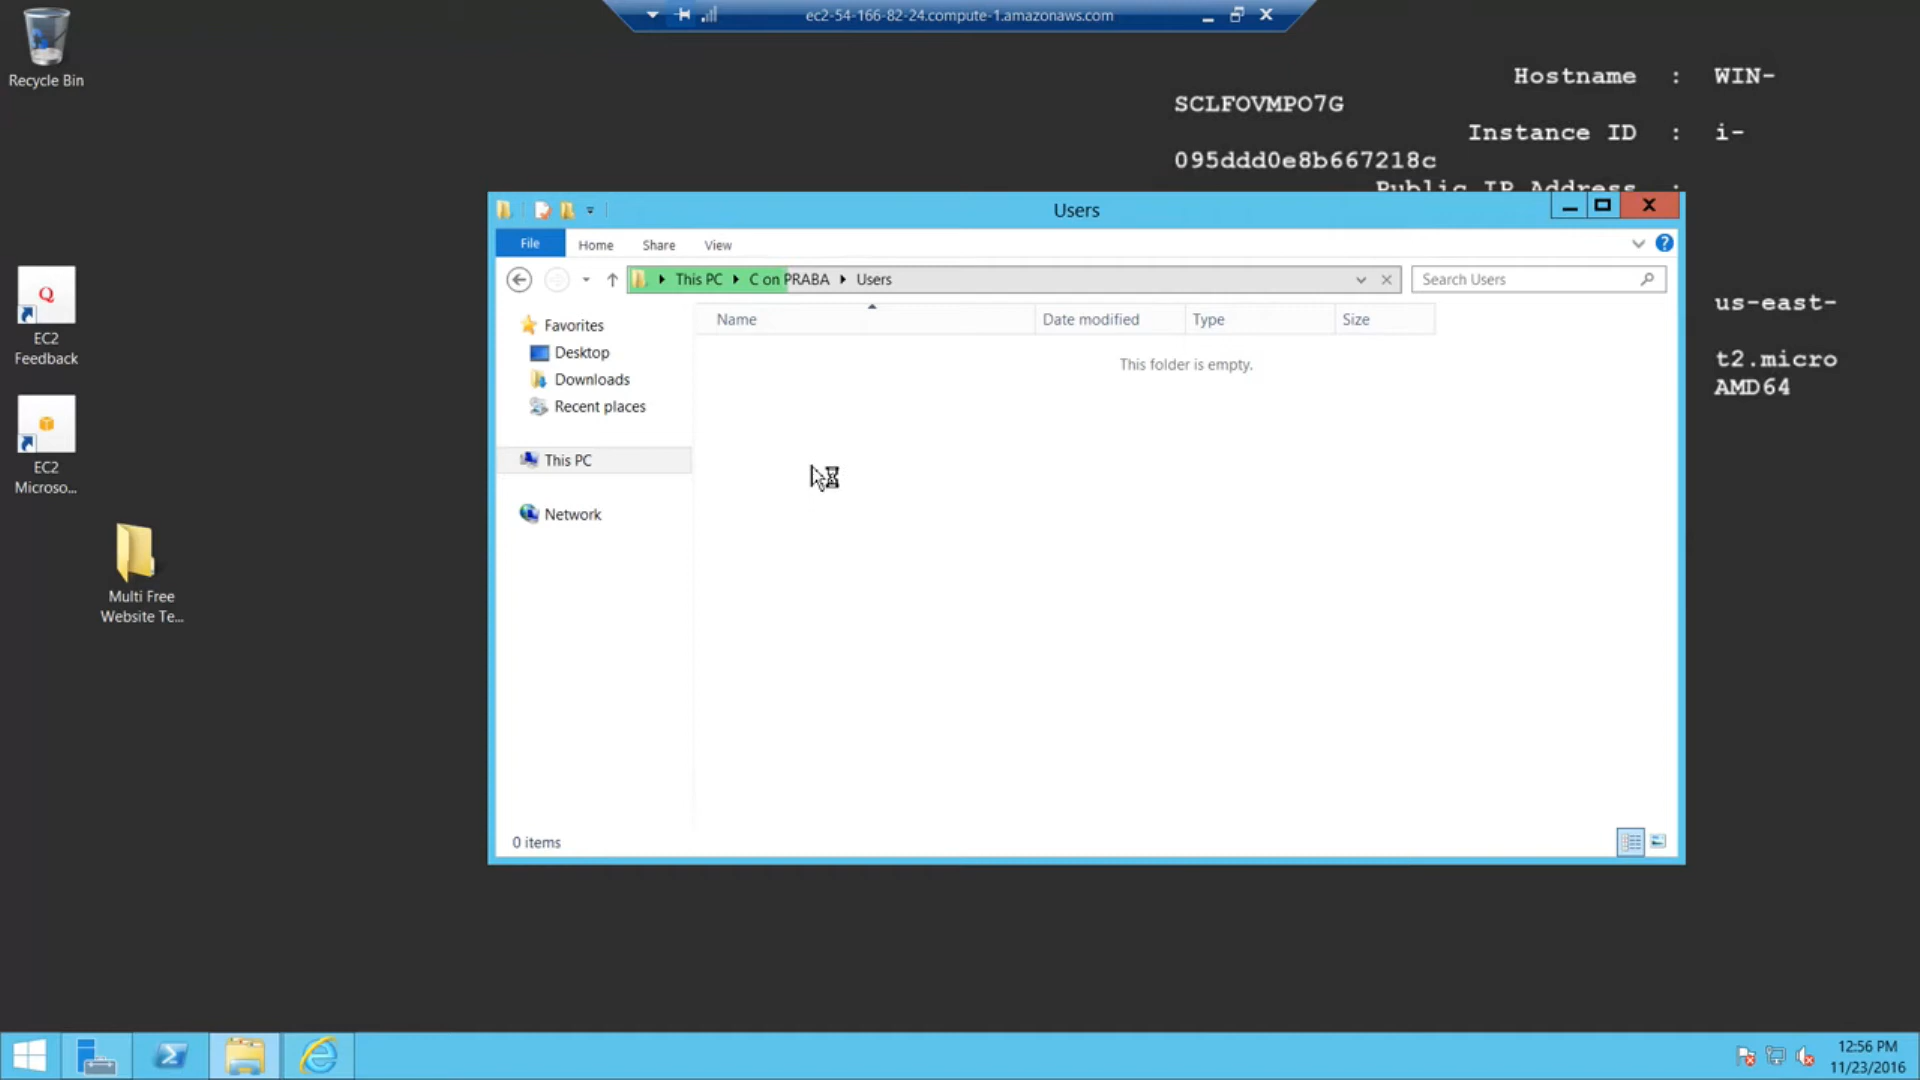 ec2-54-166-82-24.compute-1.amazonaws.com
Recycle Bin
Hostname : WIN-
SCLFOVMPO7G
Instance ID : i-
095ddd0e8b667218c
Public IP Address :
us-east-
t2.micro
AMD64
Users
File Home Share View
This PC C on PRABA Users
Search Users
Name Date modified Type Size
This folder is empty.
Favorites
Desktop
Downloads
Recent places
This PC
Network
0 items
EC2
Feedback
EC2
Microso...
Multi Free
Website Te...
12:56 PM
11/23/2016